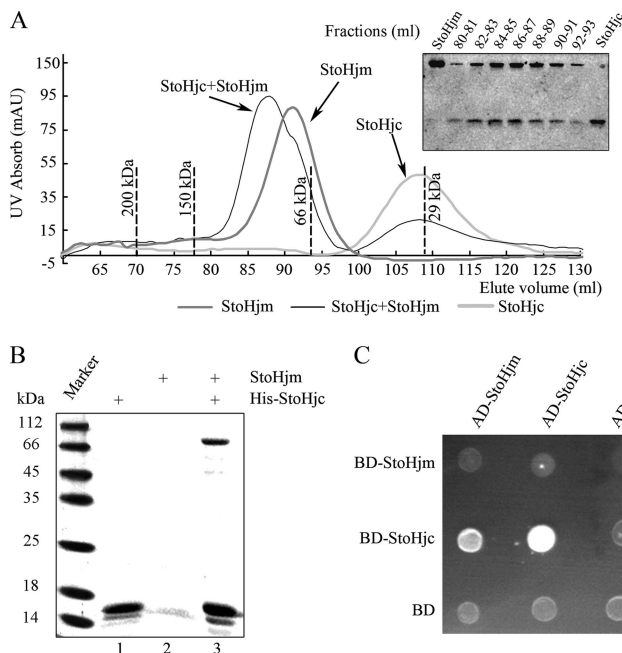 A
Fractions (ml)
StoHjm 80-81 82-83 84-85 86-87 88-89 90-91 92-93 StoHjc
UV Absorb (mAU)
150
115
95
75
55
35
15
-5
StoHjc+StoHjm
StoHjm
StoHjc
200 kDa
150 kDa
66 kDa
29 kDa
65 70 75 80 85 90 95 100 105 110 115 120 125 130
Elute volume (ml)
StoHjm StoHjc+StoHjm StoHjc
B
Marker
+ + StoHjm
+ + His-StoHjc
kDa
112
66
45
35
25
18
14
1 2 3
C
AD-StoHjm AD-StoHjc
BD-StoHjm
BD-StoHjc
BD